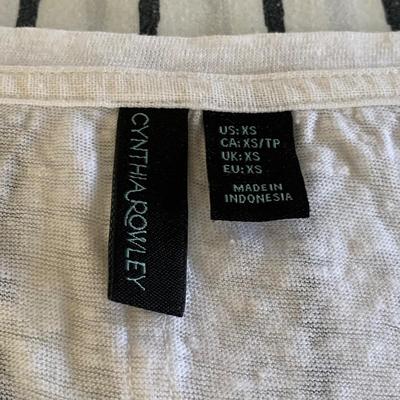 CYNTHIA ROWLEY
US: XS
CA: XS/TP
UK: XS
EU: XS
MADE IN
INDONESIA